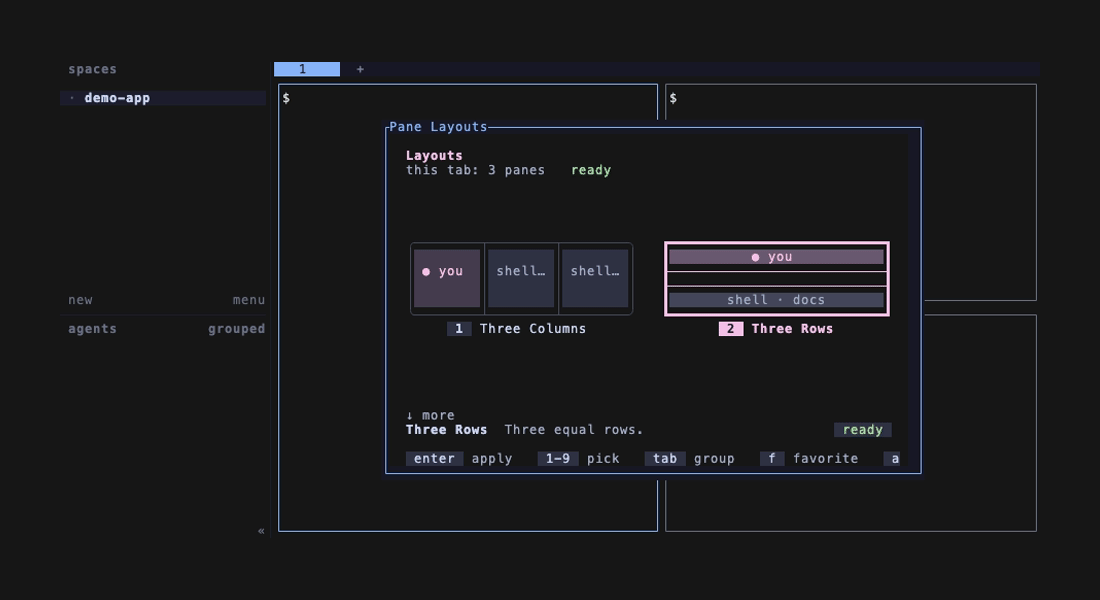 spaces
1 +
· demo-app
$ $
Pane Layouts
Layouts
this tab: 3 panes ready
● you shell… shell…
● you
shell · docs
1 Three Columns 2 Three Rows
new menu
agents grouped
↓ more
Three Rows Three equal rows. ready
enter apply 1-9 pick tab group f favorite a
«